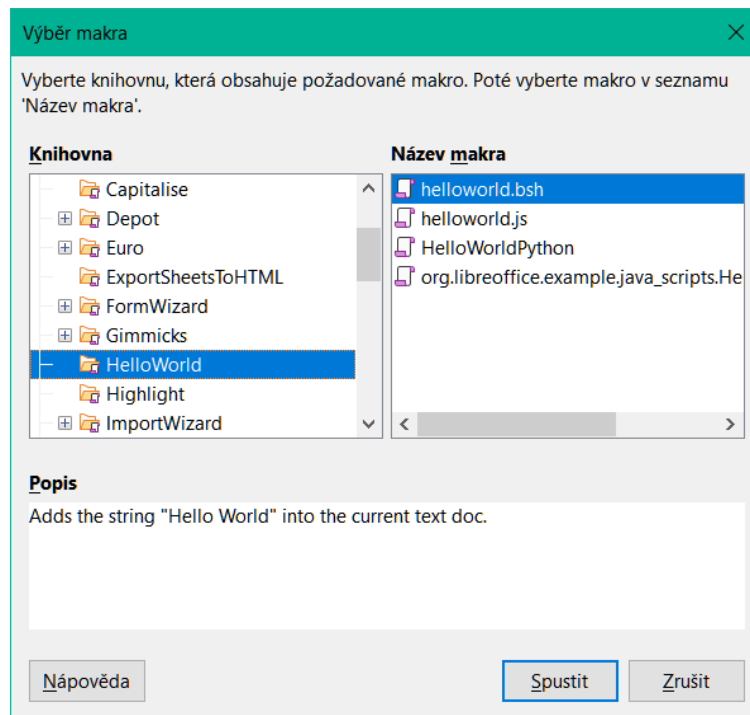 Výběr makra
Vyberte knihovnu, která obsahuje požadované makro. Poté vyberte makro v seznamu
'Název makra'.
Knihovna
Capitalise
Depot
Euro
ExportSheetsToHTML
FormWizard
Gimmicks
HelloWorld
Highlight
ImportWizard
Název makra
helloworld.bsh
helloworld.js
HelloWorldPython
org.libreoffice.example.java_scripts.He
Popis
Adds the string "Hello World" into the current text doc.
Nápověda
Spustit
Zrušit